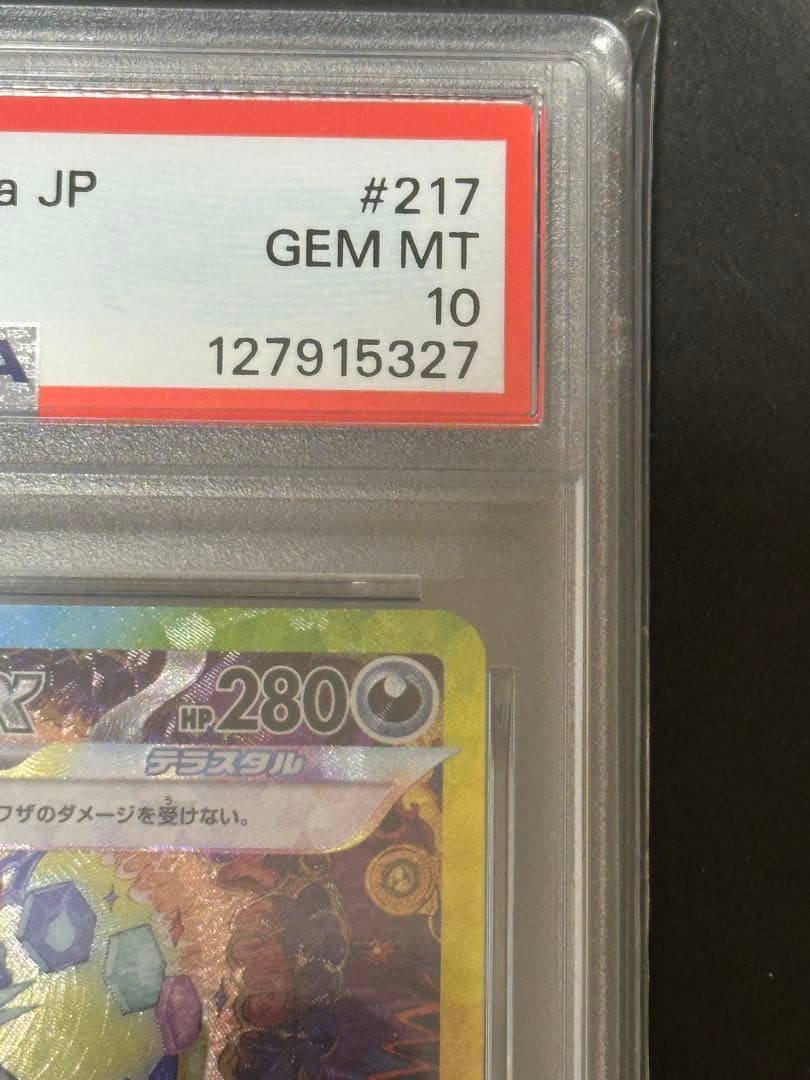 a JP
#217
GEM MT
10
127915327
A
x
HP280
テラスタル
ワザのダメージを受けない。